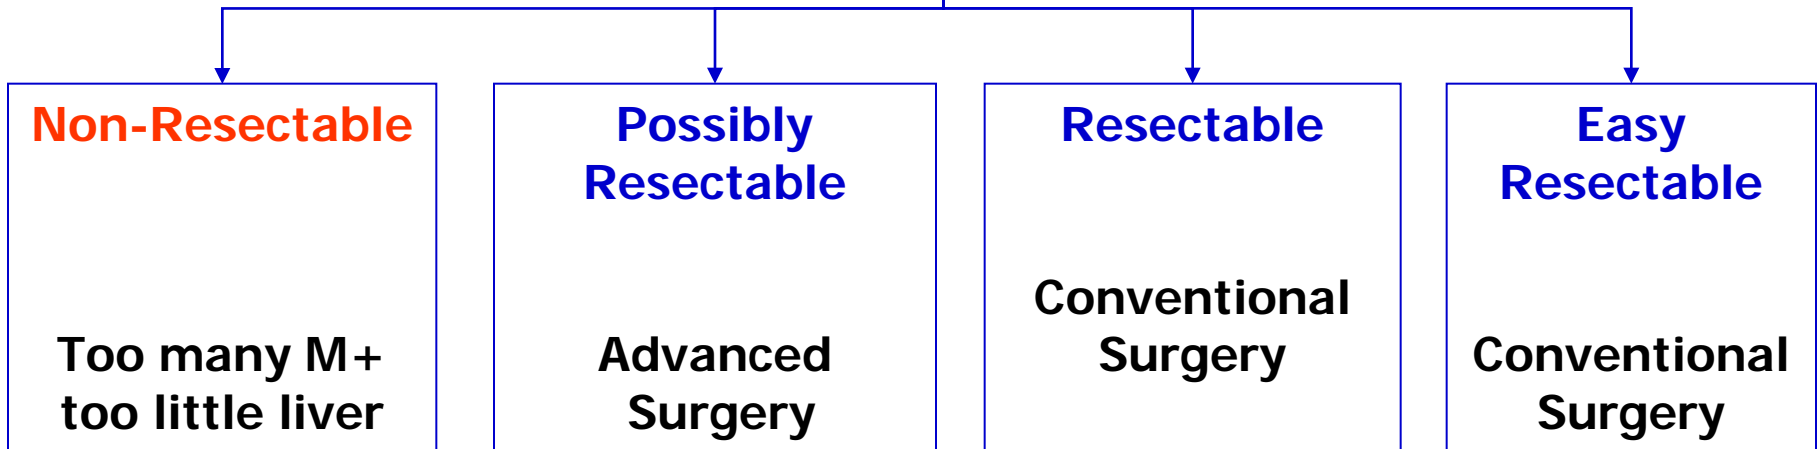 Non-Resectable
Too many M+
too little liver
Possibly
Resectable
Advanced
Surgery
Resectable
Conventional
Surgery
Easy
Resectable
Conventional
Surgery